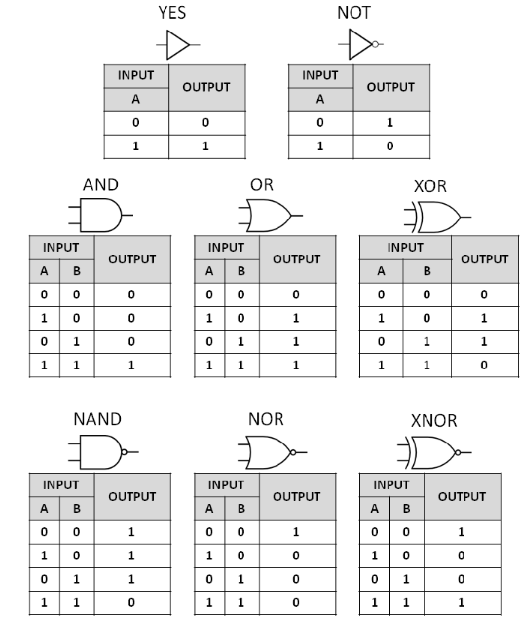 YES NOT
INPUT OUTPUT INPUT OUTPUT
A A
0 0 0 1
1 1 1 0
AND OR XOR
INPUT OUTPUT INPUT OUTPUT INPUT OUTPUT
A B A B A B
0 0 0 0 0 0 0 0 0
1 0 0 1 0 1 1 0 1
0 1 0 0 1 1 0 1 1
1 1 1 1 1 1 1 1 0
NAND NOR XNOR
INPUT OUTPUT INPUT OUTPUT INPUT OUTPUT
A B A B A B
0 0 1 0 0 1 0 0 1
1 0 1 1 0 0 1 0 0
0 1 1 0 1 0 0 1 0
1 1 0 1 1 0 1 1 1